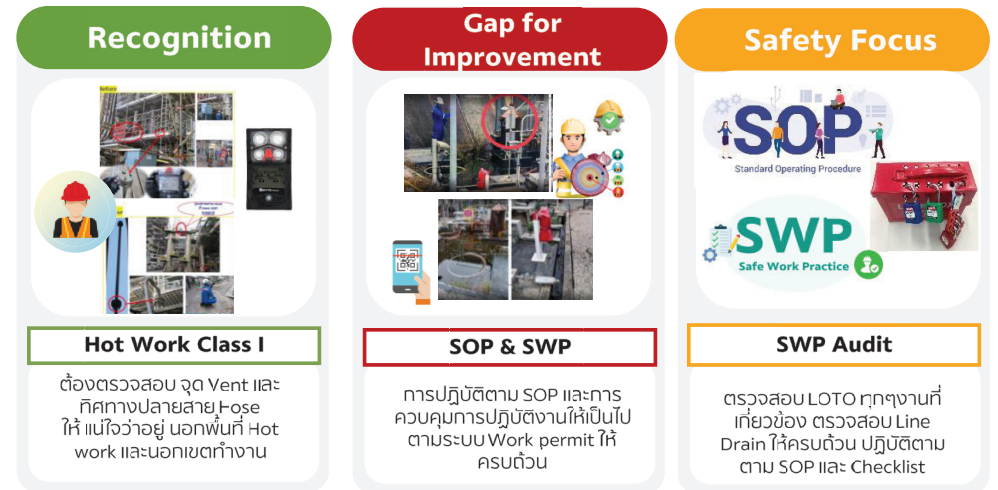 Recognition
Hot Work Class I
ต้องตรวจสอบ จุด Vent และ
ทิศทางปลายสาย Hose
ให้ แน่ใจว่าอยู่ นอกพื้นที่ Hot
work และนอกเขตทำงาน
Gap for
Improvement
SOP & SWP
การปฏิบัติตาม SOP และการ
ควบคุมการปฏิบัติงานให้เป็นไป
ตามระบบ Work permit ให้
ครบถ้วน
Safety Focus
SOP
Standard Operating Procedure
SWP
Safe Work Practice
SWP Audit
ตรวจสอบ LOTO ทุกๆงานที่
เกี่ยวข้อง ตรวจสอบ Line
Drain ให้ครบถ้วน ปฏิบัติตาม
ตาม SOP และ Checklist